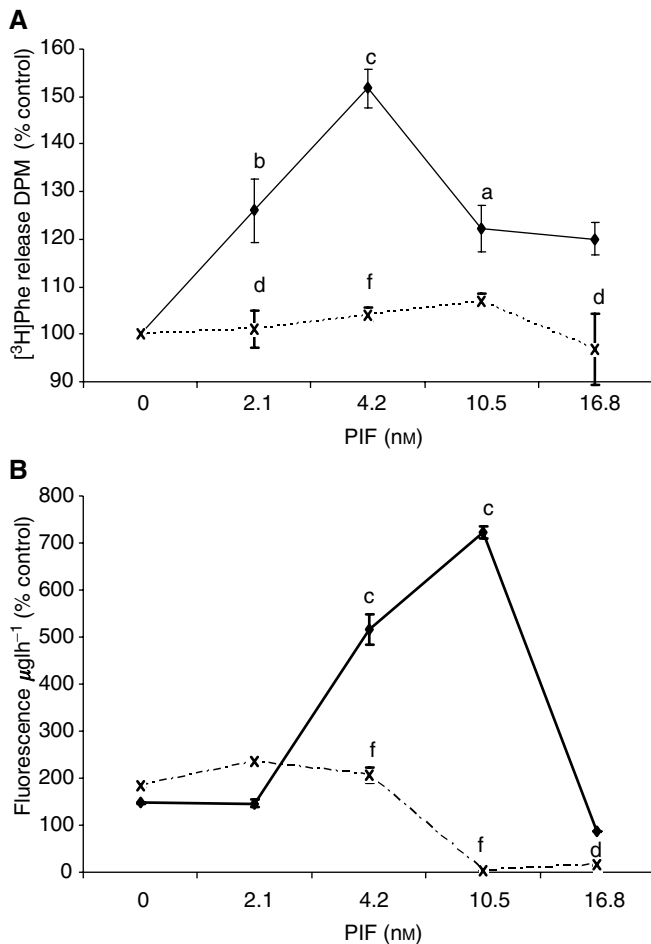 A
[³H]Phe release DPM (% control)
160
150
140
130
120
110
100
90
b
c
a
d
f
d
0 2.1 4.2 10.5 16.8
PIF (nM)
B
Fluorescence μglh⁻¹ (% control)
800
700
600
500
400
300
200
100
0
c
c
f
f
d
0 2.1 4.2 10.5 16.8
PIF (nM)